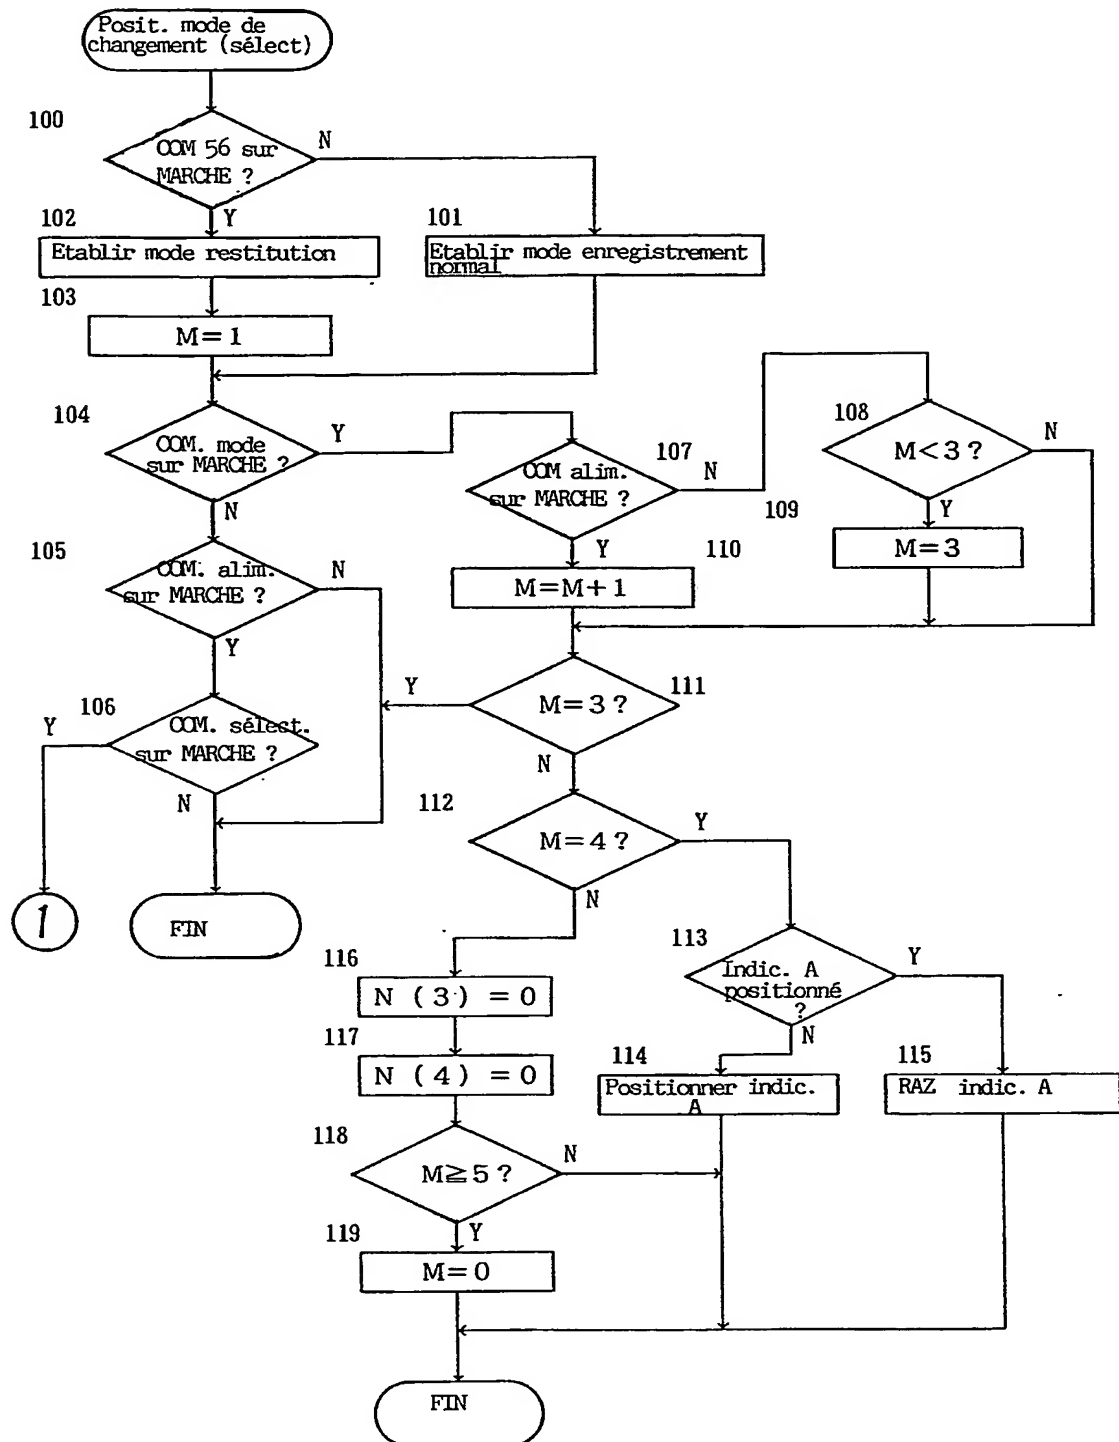 Posit. mode de
changement (sélect)
100
COM 56 sur
MARCHE ?
N
Y
102
Etablir mode restitution
101
Etablir mode enregistrement
normal
103
M=1
104
COM. mode
sur MARCHE ?
Y
N
107
COM alim.
sur MARCHE ?
N
Y
108
M<3 ?
N
Y
109
M=3
110
M=M+1
105
COM. alim.
sur MARCHE ?
N
Y
106
COM. sélect.
sur MARCHE ?
Y
N
111
M=3 ?
Y
N
112
M=4 ?
Y
N
1
FIN
113
Indic. A
positionné
?
Y
N
116
N (3) = 0
117
N (4) = 0
114
Positionner indic.
A
115
RAZ indic. A
118
M≧5 ?
N
Y
119
M=0
FIN